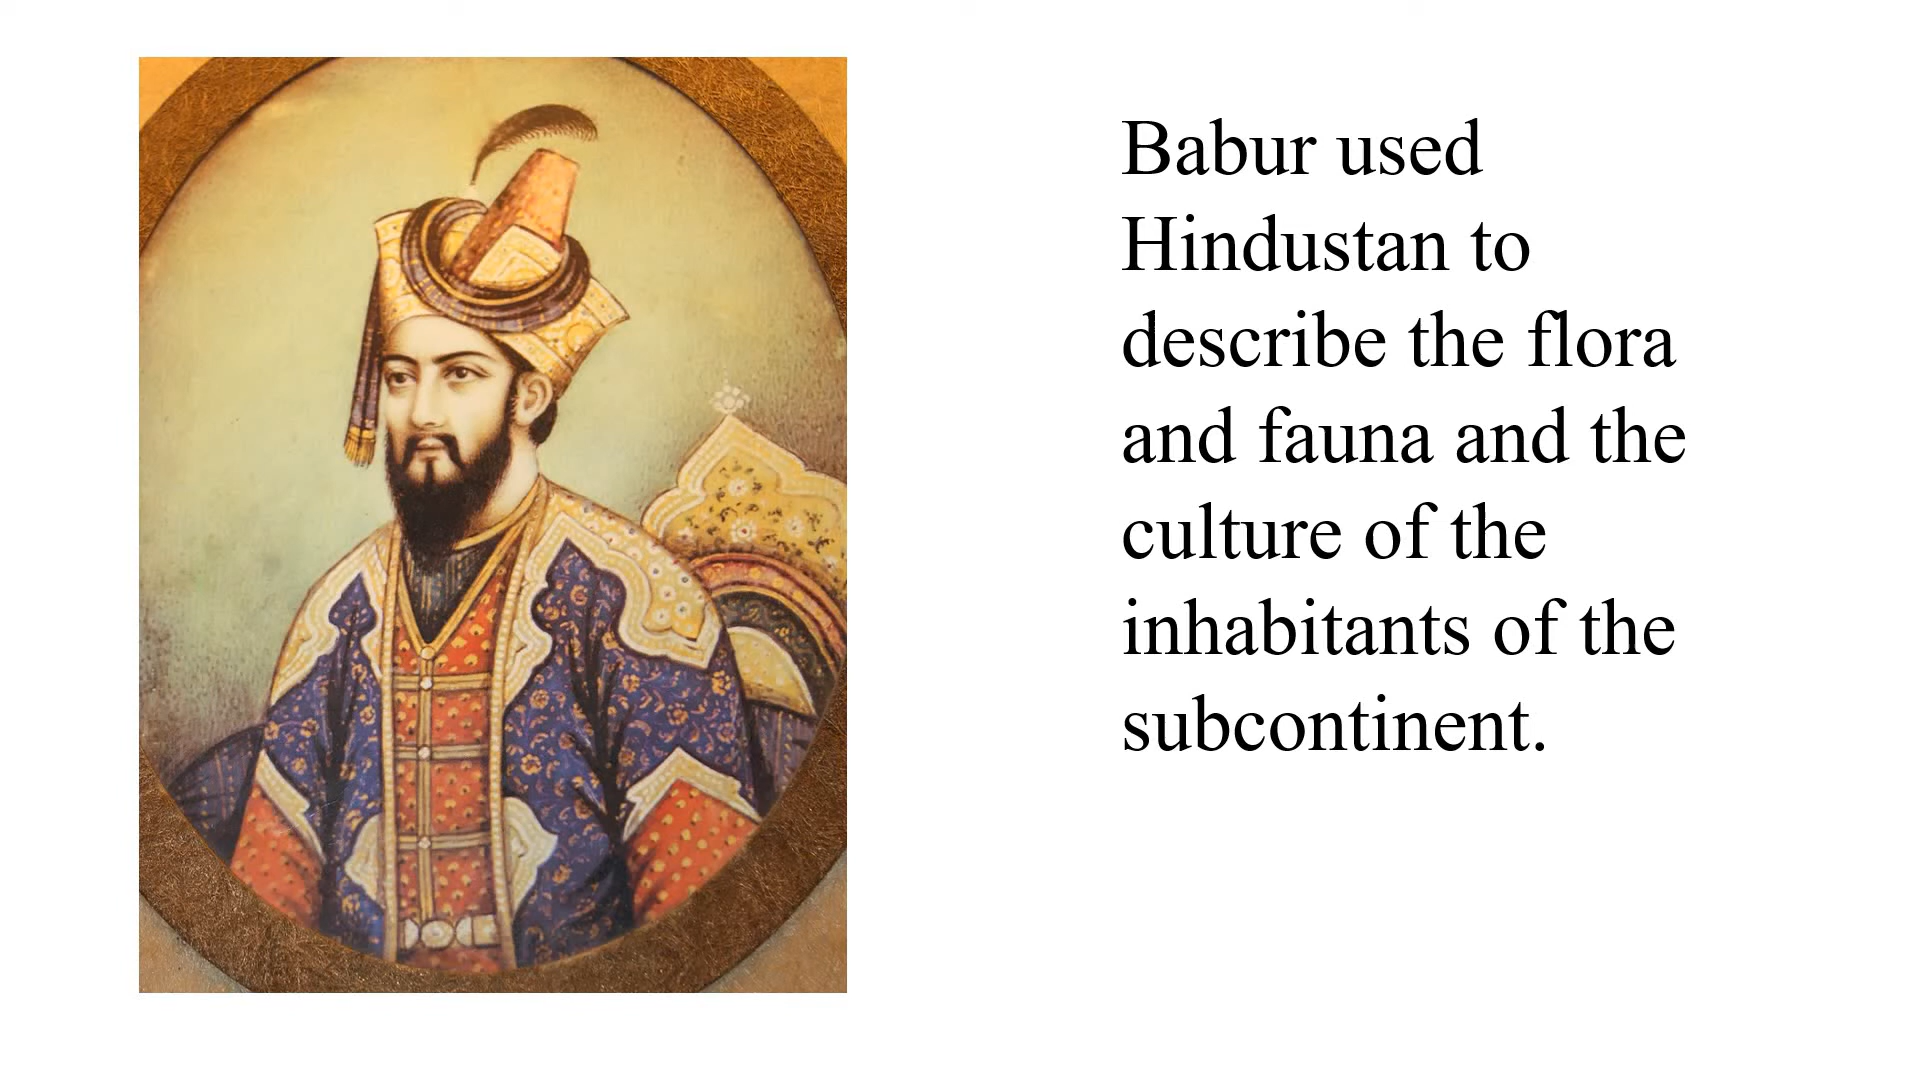 Babur used
Hindustan to
describe the flora
and fauna and the
culture of the
inhabitants of the
subcontinent.